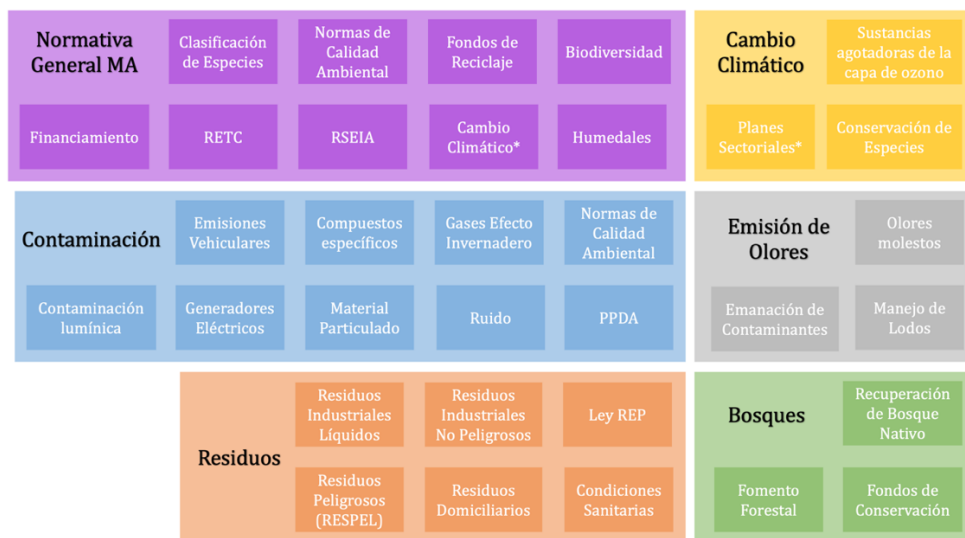 Normativa
General MA
Clasificación
de Especies
Normas de
Calidad
Ambiental
Fondos de
Reciclaje
Biodiversidad
Financiamiento
RETC
RSEIA
Cambio
Climático*
Humedales
Cambio
Climático
Sustancias
agotadoras de la
capa de ozono
Planes
Sectoriales*
Conservación de
Especies
Contaminación
Emisiones
Vehiculares
Compuestos
específicos
Gases Efecto
Invernadero
Normas de
Calidad
Ambiental
Contaminación
lumínica
Generadores
Eléctricos
Material
Particulado
Ruido
PPDA
Emisión de
Olores
Olores
molestos
Emanación de
Contaminantes
Manejo de
Lodos
Residuos
Residuos
Industriales
Líquidos
Residuos
Industriales
No Peligrosos
Ley REP
Residuos
Peligrosos
(RESPEL)
Residuos
Domiciliarios
Condiciones
Sanitarias
Bosques
Recuperación
de Bosque
Nativo
Fomento
Forestal
Fondos de
Conservación